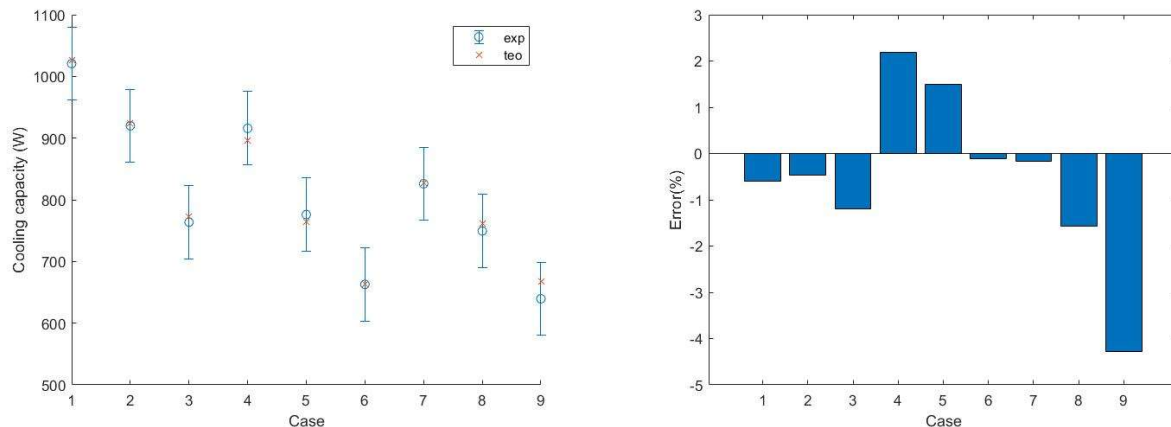 1100
1000
900
800
700
600
500
Cooling capacity (W)
exp
teo
1 2 3 4 5 6 7 8 9
Case
3
2
1
0
-1
-2
-3
-4
-5
Error(%)
1 2 3 4 5 6 7 8 9
Case